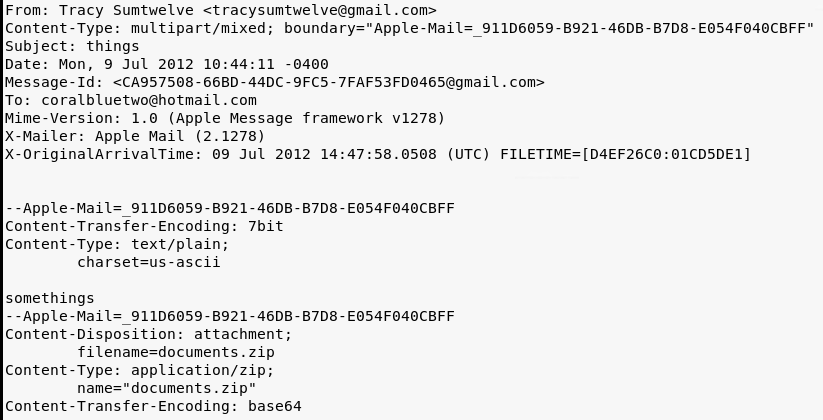 From: Tracy Sumtwelve <tracysumtwelve@gmail.com>
Content-Type: multipart/mixed; boundary="Apple-Mail=_911D6059-B921-46DB-B7D8-E054F040CBFF"
Subject: things
Date: Mon, 9 Jul 2012 10:44:11 -0400
Message-Id: <CA957508-66BD-44DC-9FC5-7FAF53FD0465@gmail.com>
To: coralbluetwo@hotmail.com
Mime-Version: 1.0 (Apple Message framework v1278)
X-Mailer: Apple Mail (2.1278)
X-OriginalArrivalTime: 09 Jul 2012 14:47:58.0508 (UTC) FILETIME=[D4EF26C0:01CD5DE1]
--Apple-Mail=_911D6059-B921-46DB-B7D8-E054F040CBFF
Content-Transfer-Encoding: 7bit
Content-Type: text/plain;
charset=us-ascii
somethings
--Apple-Mail=_911D6059-B921-46DB-B7D8-E054F040CBFF
Content-Disposition: attachment;
filename=documents.zip
Content-Type: application/zip;
name="documents.zip"
Content-Transfer-Encoding: base64